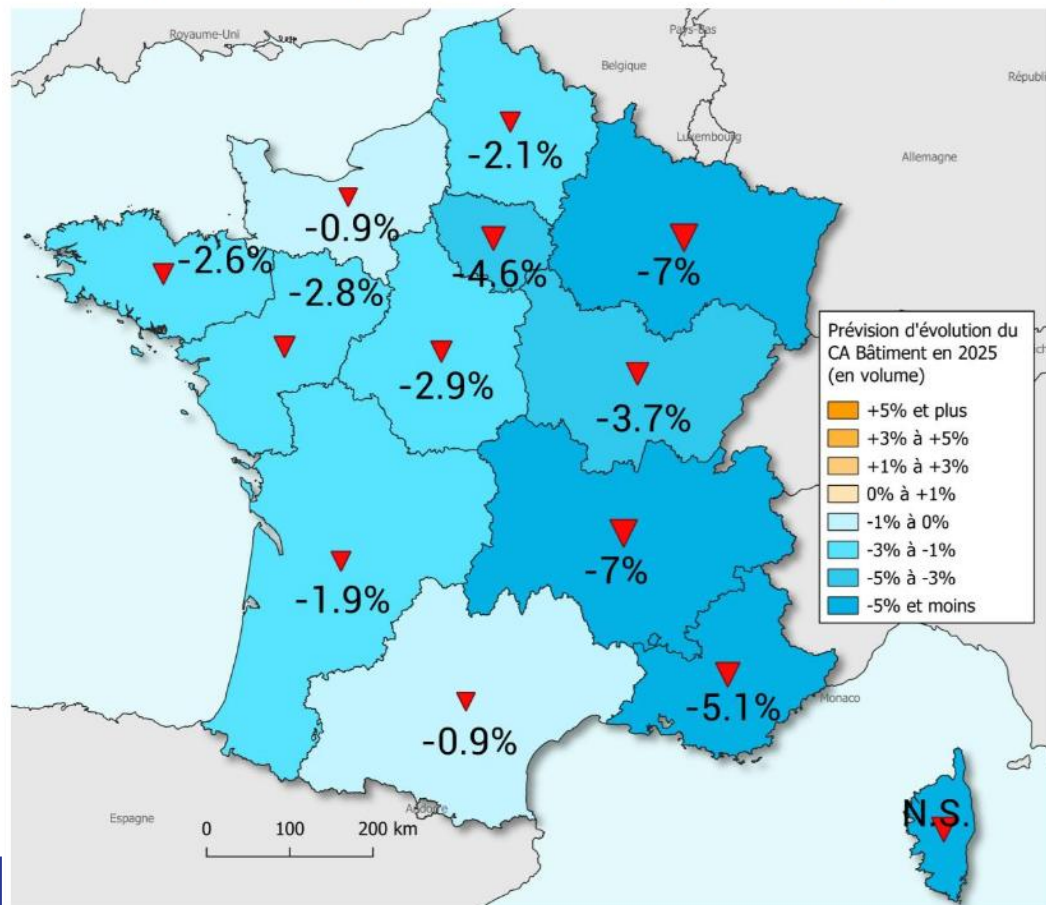 Royaume-Uni
Pays-Bas
Belgique
Républi
Luxembourg
Allemagne
-2.1%
-0.9%
-2.6%
-2.8%
-4.6%
-7%
-2.9%
-3.7%
Prévision d'évolution du
CA Bâtiment en 2025
(en volume)
+5% et plus
+3% à +5%
+1% à +3%
0% à +1%
-1% à 0%
-3% à -1%
-5% à -3%
-5% et moins
-7%
-1.9%
-5.1%
Monaco
-0.9%
Andorre
Espagne
0 100 200 km
N.S.